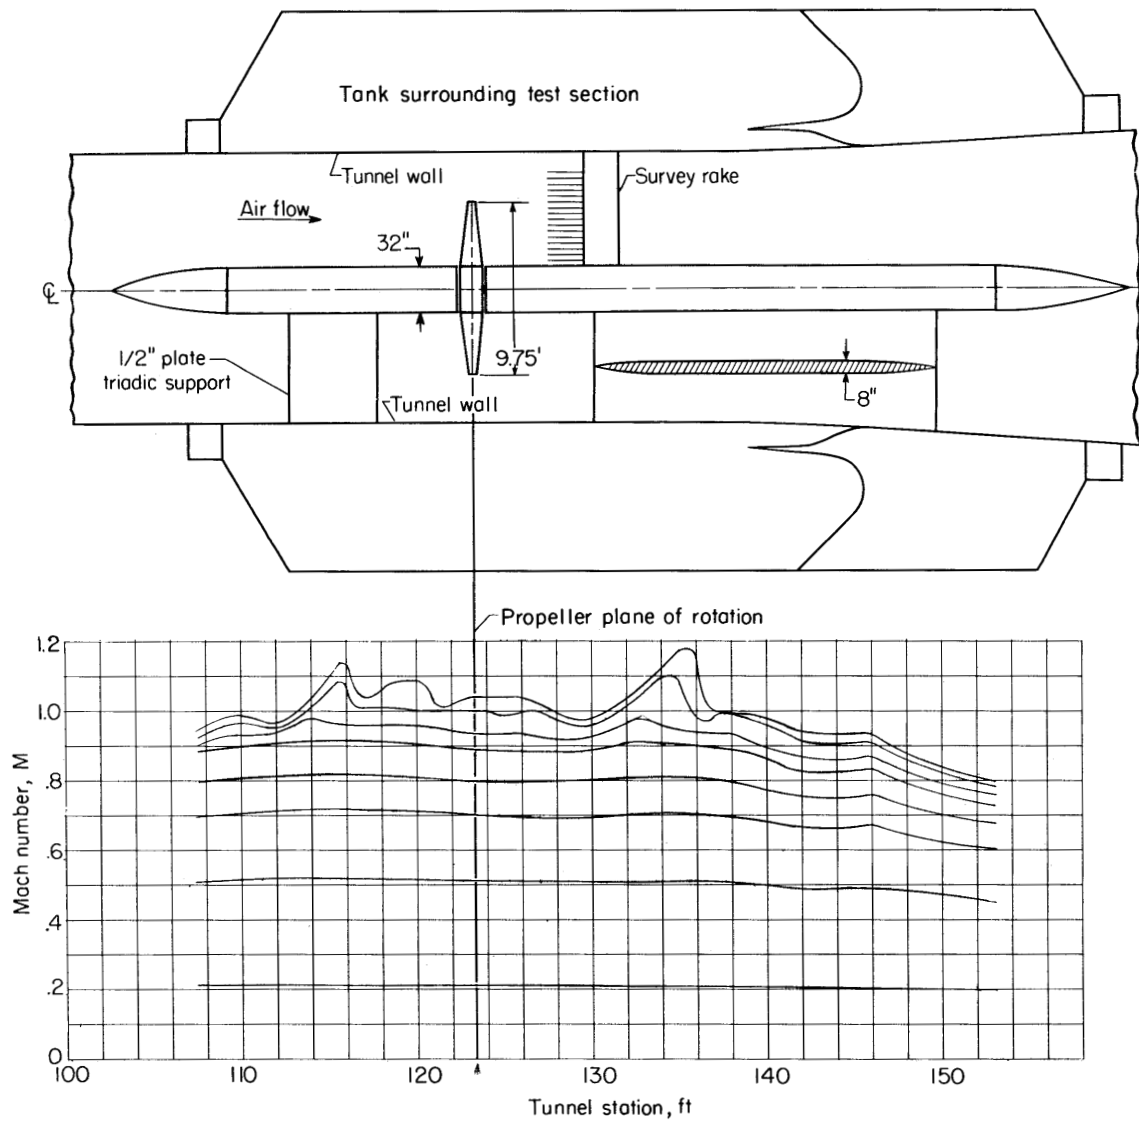 Tank surrounding test section
Tunnel wall
Survey rake
Air flow
32"
℄
9.75'
1/2" plate
triadic support
Tunnel wall
8"
Propeller plane of rotation
1.2
1.0
.8
.6
.4
.2
0
Mach number, M
100 110 120 130 140 150
Tunnel station, ft